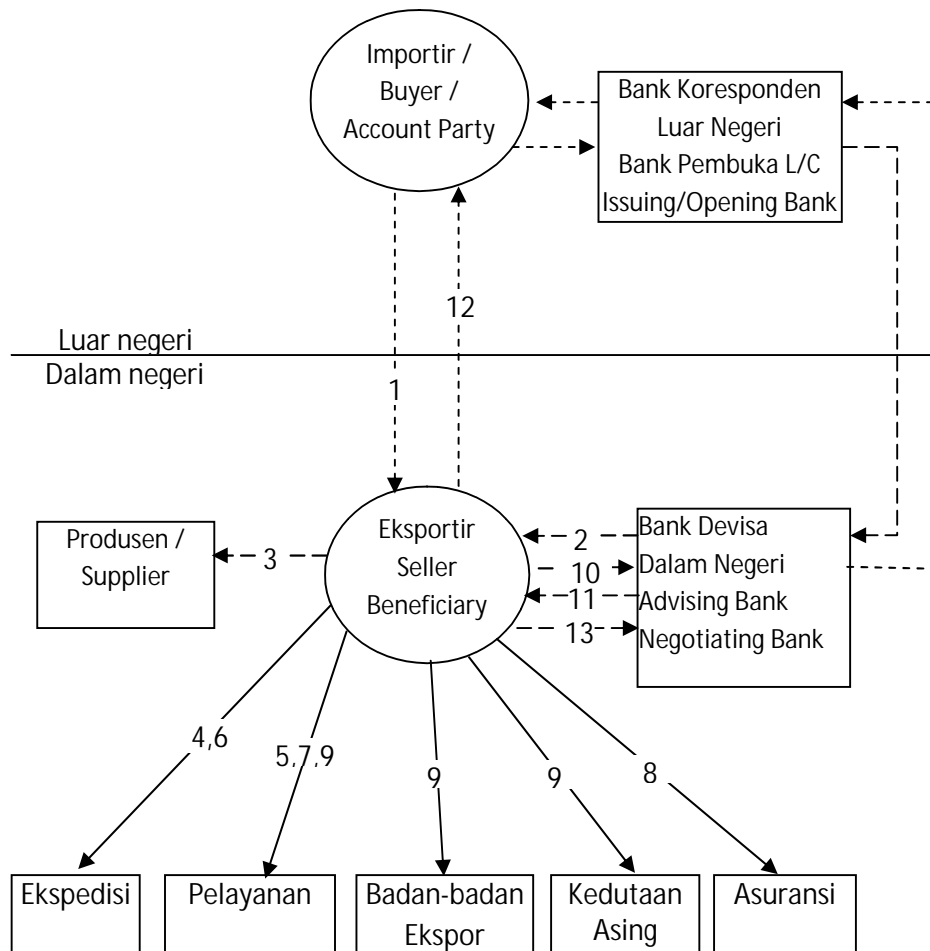 Importir /
Buyer /
Account Party
Bank Koresponden
Luar Negeri
Bank Pembuka L/C
Issuing/Opening Bank
12
Luar negeri
Dalam negeri
1
Produsen /
Supplier
3
Eksportir
Seller
Beneficiary
2
10
11
13
Bank Devisa
Dalam Negeri
Advising Bank
Negotiating Bank
4,6
5,7,9
9
9
8
Ekspedisi
Pelayanan
Badan-badan
Ekspor
Kedutaan
Asing
Asuransi